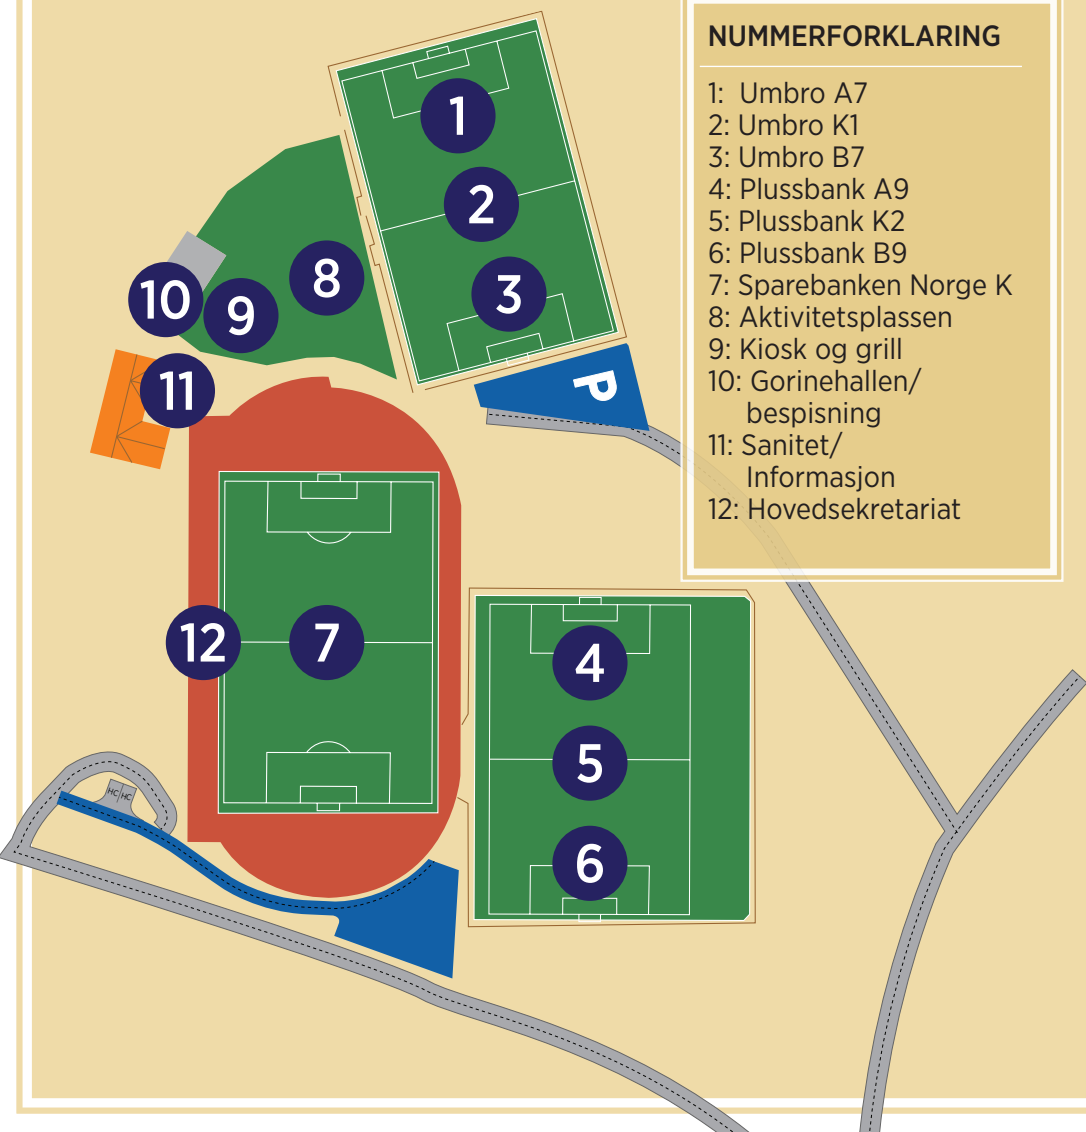 NUMMERFORKLARING
1: Umbro A7
2: Umbro K1
3: Umbro B7
4: Plussbank A9
5: Plussbank K2
6: Plussbank B9
7: Sparebanken Norge K
8: Aktivitetsplassen
9: Kiosk og grill
10: Gorinehallen/
bespisning
11: Sanitet/
Informasjon
12: Hovedsekretariat
1
2
3
8
10
9
11
P
12
7
4
5
6
HC HC